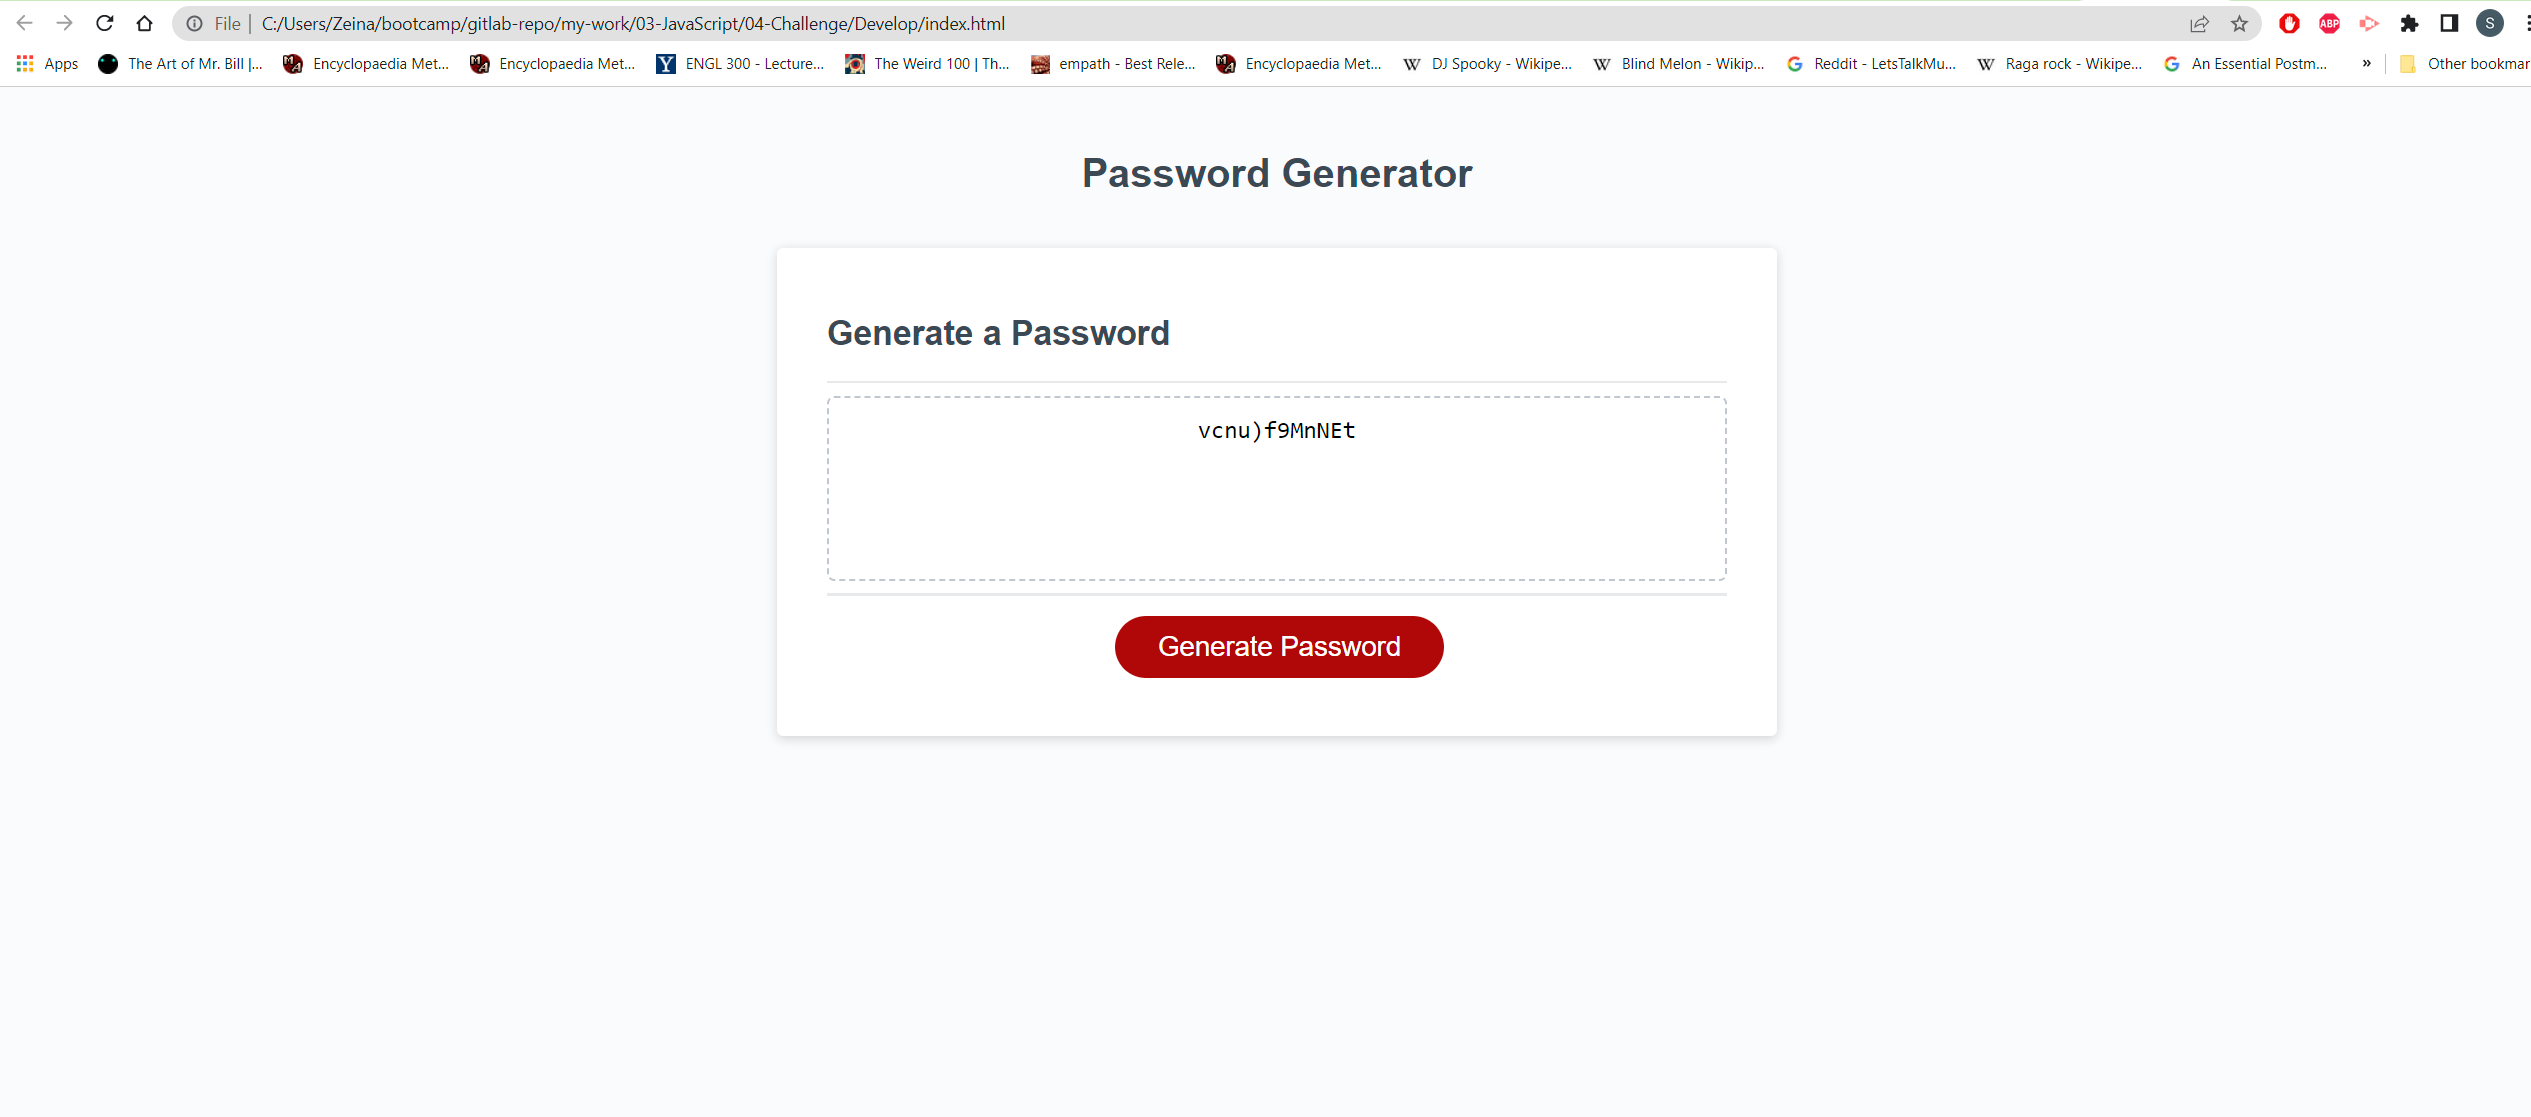 File | C:/Users/Zeina/bootcamp/gitlab-repo/my-work/03-JavaScript/04-Challenge/Develop/index.html ABP S
Apps The Art of Mr. Bill |... Encyclopaedia Met... Encyclopaedia Met... Y ENGL 300 - Lecture... The Weird 100 | Th... empath - Best Rele... Encyclopaedia Met... W DJ Spooky - Wikipe... W Blind Melon - Wikip... G Reddit - LetsTalkMu... W Raga rock - Wikipe... G An Essential Postm... » Other bookmar
Password Generator
Generate a Password
vcnu)f9MnNEt
Generate Password